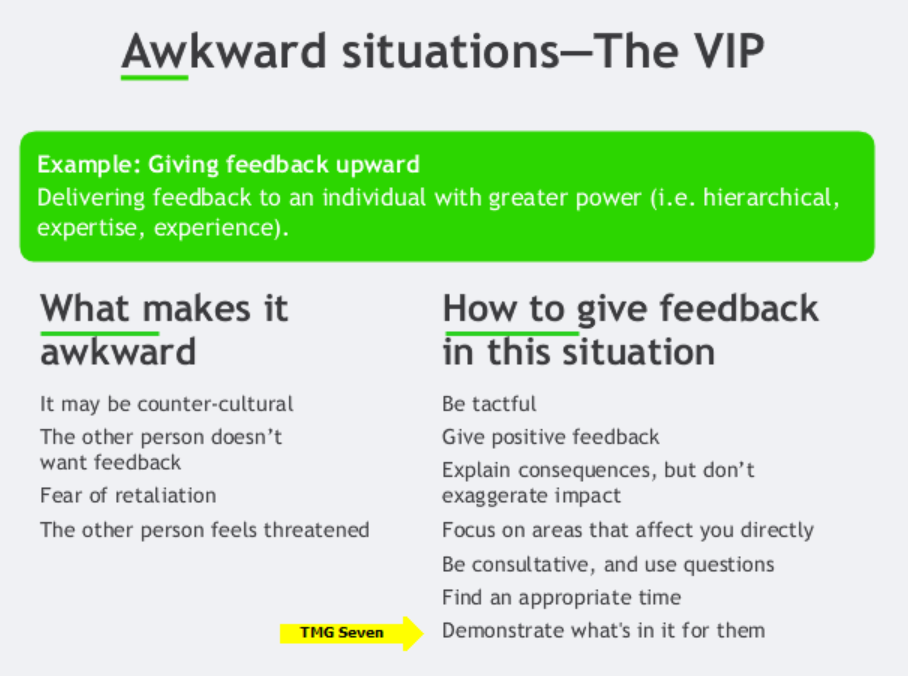 Awkward situations—The VIP
Example: Giving feedback upward
Delivering feedback to an individual with greater power (i.e. hierarchical,
expertise, experience).
What makes it
awkward
It may be counter-cultural
The other person doesn’t
want feedback
Fear of retaliation
The other person feels threatened
How to give feedback
in this situation
Be tactful
Give positive feedback
Explain consequences, but don’t
exaggerate impact
Focus on areas that affect you directly
Be consultative, and use questions
Find an appropriate time
TMG Seven
Demonstrate what's in it for them